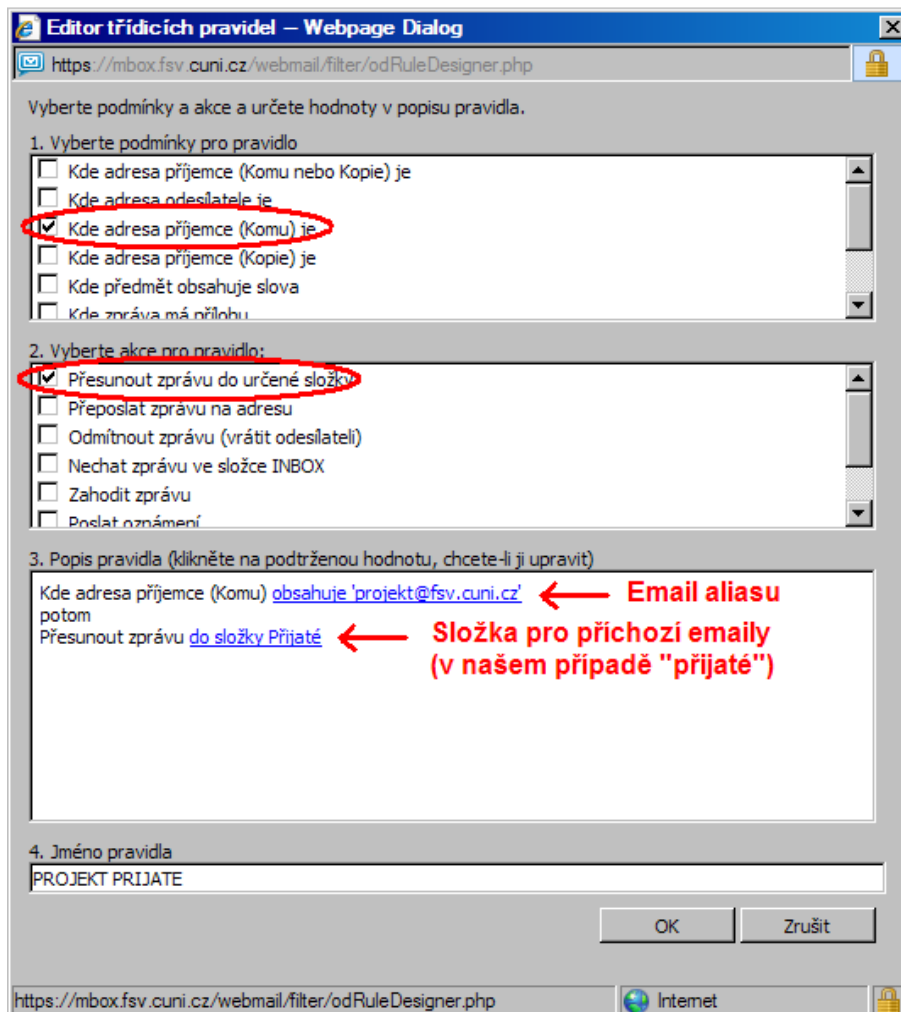 Editor třídicích pravidel -- Webpage Dialog
https://mbox.fsv.cuni.cz/webmail/filter/odRuleDesigner.php
Vyberte podmínky a akce a určete hodnoty v popisu pravidla.
1. Vyberte podmínky pro pravidlo
Kde adresa příjemce (Komu nebo Kopie) je
Kde adresa odesílatele je
Kde adresa příjemce (Komu) je
Kde adresa příjemce (Kopie) je
Kde předmět obsahuje slova
Kde zpráva má přílohu
2. Vyberte akce pro pravidlo:
Přesunout zprávu do určené složky
Přeposlat zprávu na adresu
Odmítnout zprávu (vrátit odesílateli)
Nechat zprávu ve složce INBOX
Zahodit zprávu
Poslat oznámení
3. Popis pravidla (klikněte na podtrženou hodnotu, chcete-li ji upravit)
Kde adresa příjemce (Komu) obsahuje 'projekt@fsv.cuni.cz' Email aliasu
potom
Přesunout zprávu do složky Přijaté Složka pro příchozí emaily
(v našem případě "přijaté")
4. Jméno pravidla
PROJEKT PRIJATE
OK Zrušit
https://mbox.fsv.cuni.cz/webmail/filter/odRuleDesigner.php Internet